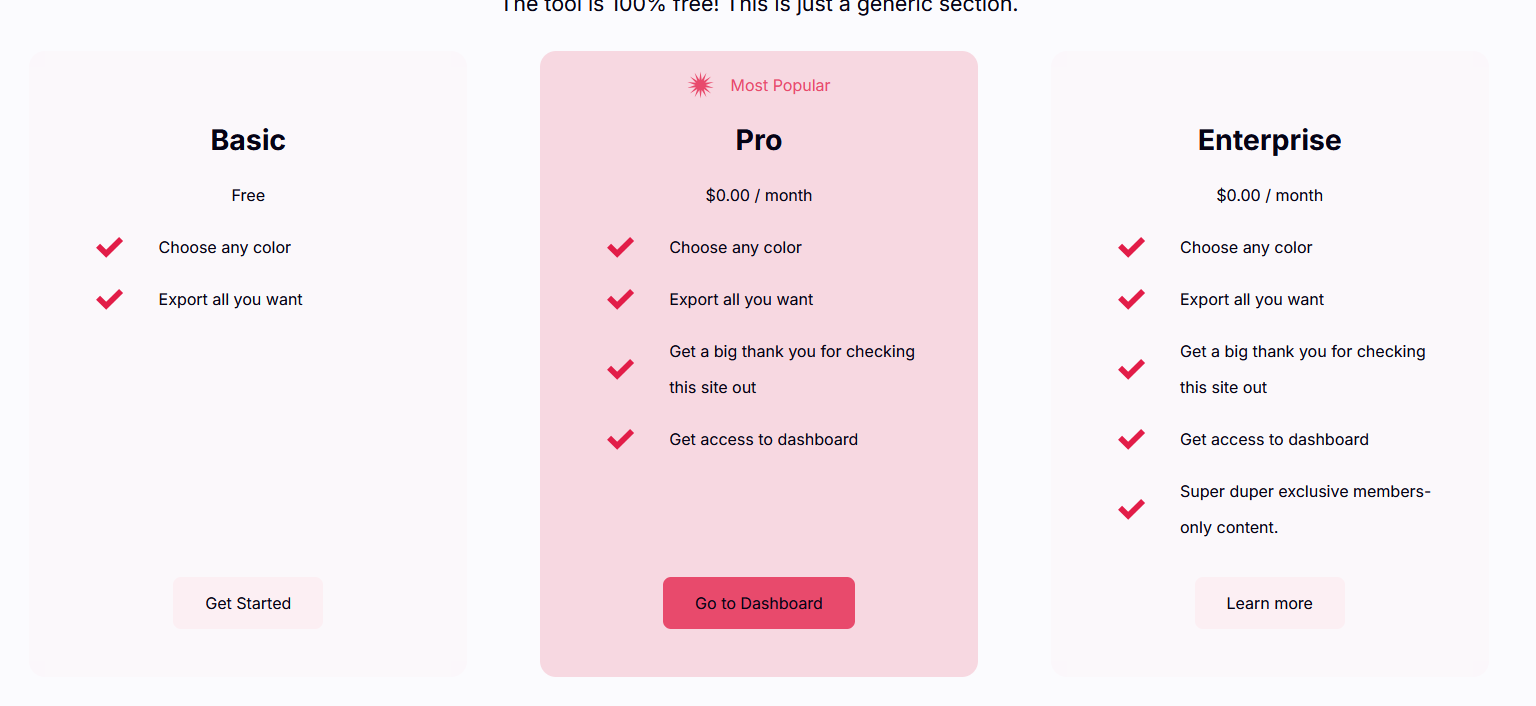 The tool is 100% free! This is just a generic section.
Basic
Free
Choose any color
Export all you want
Get Started
Most Popular
Pro
$0.00 / month
Choose any color
Export all you want
Get a big thank you for checking
this site out
Get access to dashboard
Go to Dashboard
Enterprise
$0.00 / month
Choose any color
Export all you want
Get a big thank you for checking
this site out
Get access to dashboard
Super duper exclusive members-
only content.
Learn more